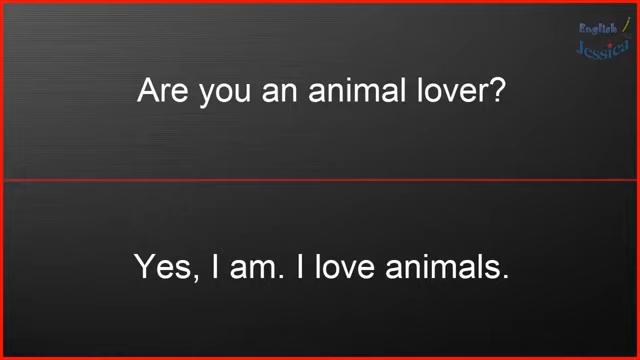 English
Jessica
Are you an animal lover?
Yes, I am. I love animals.